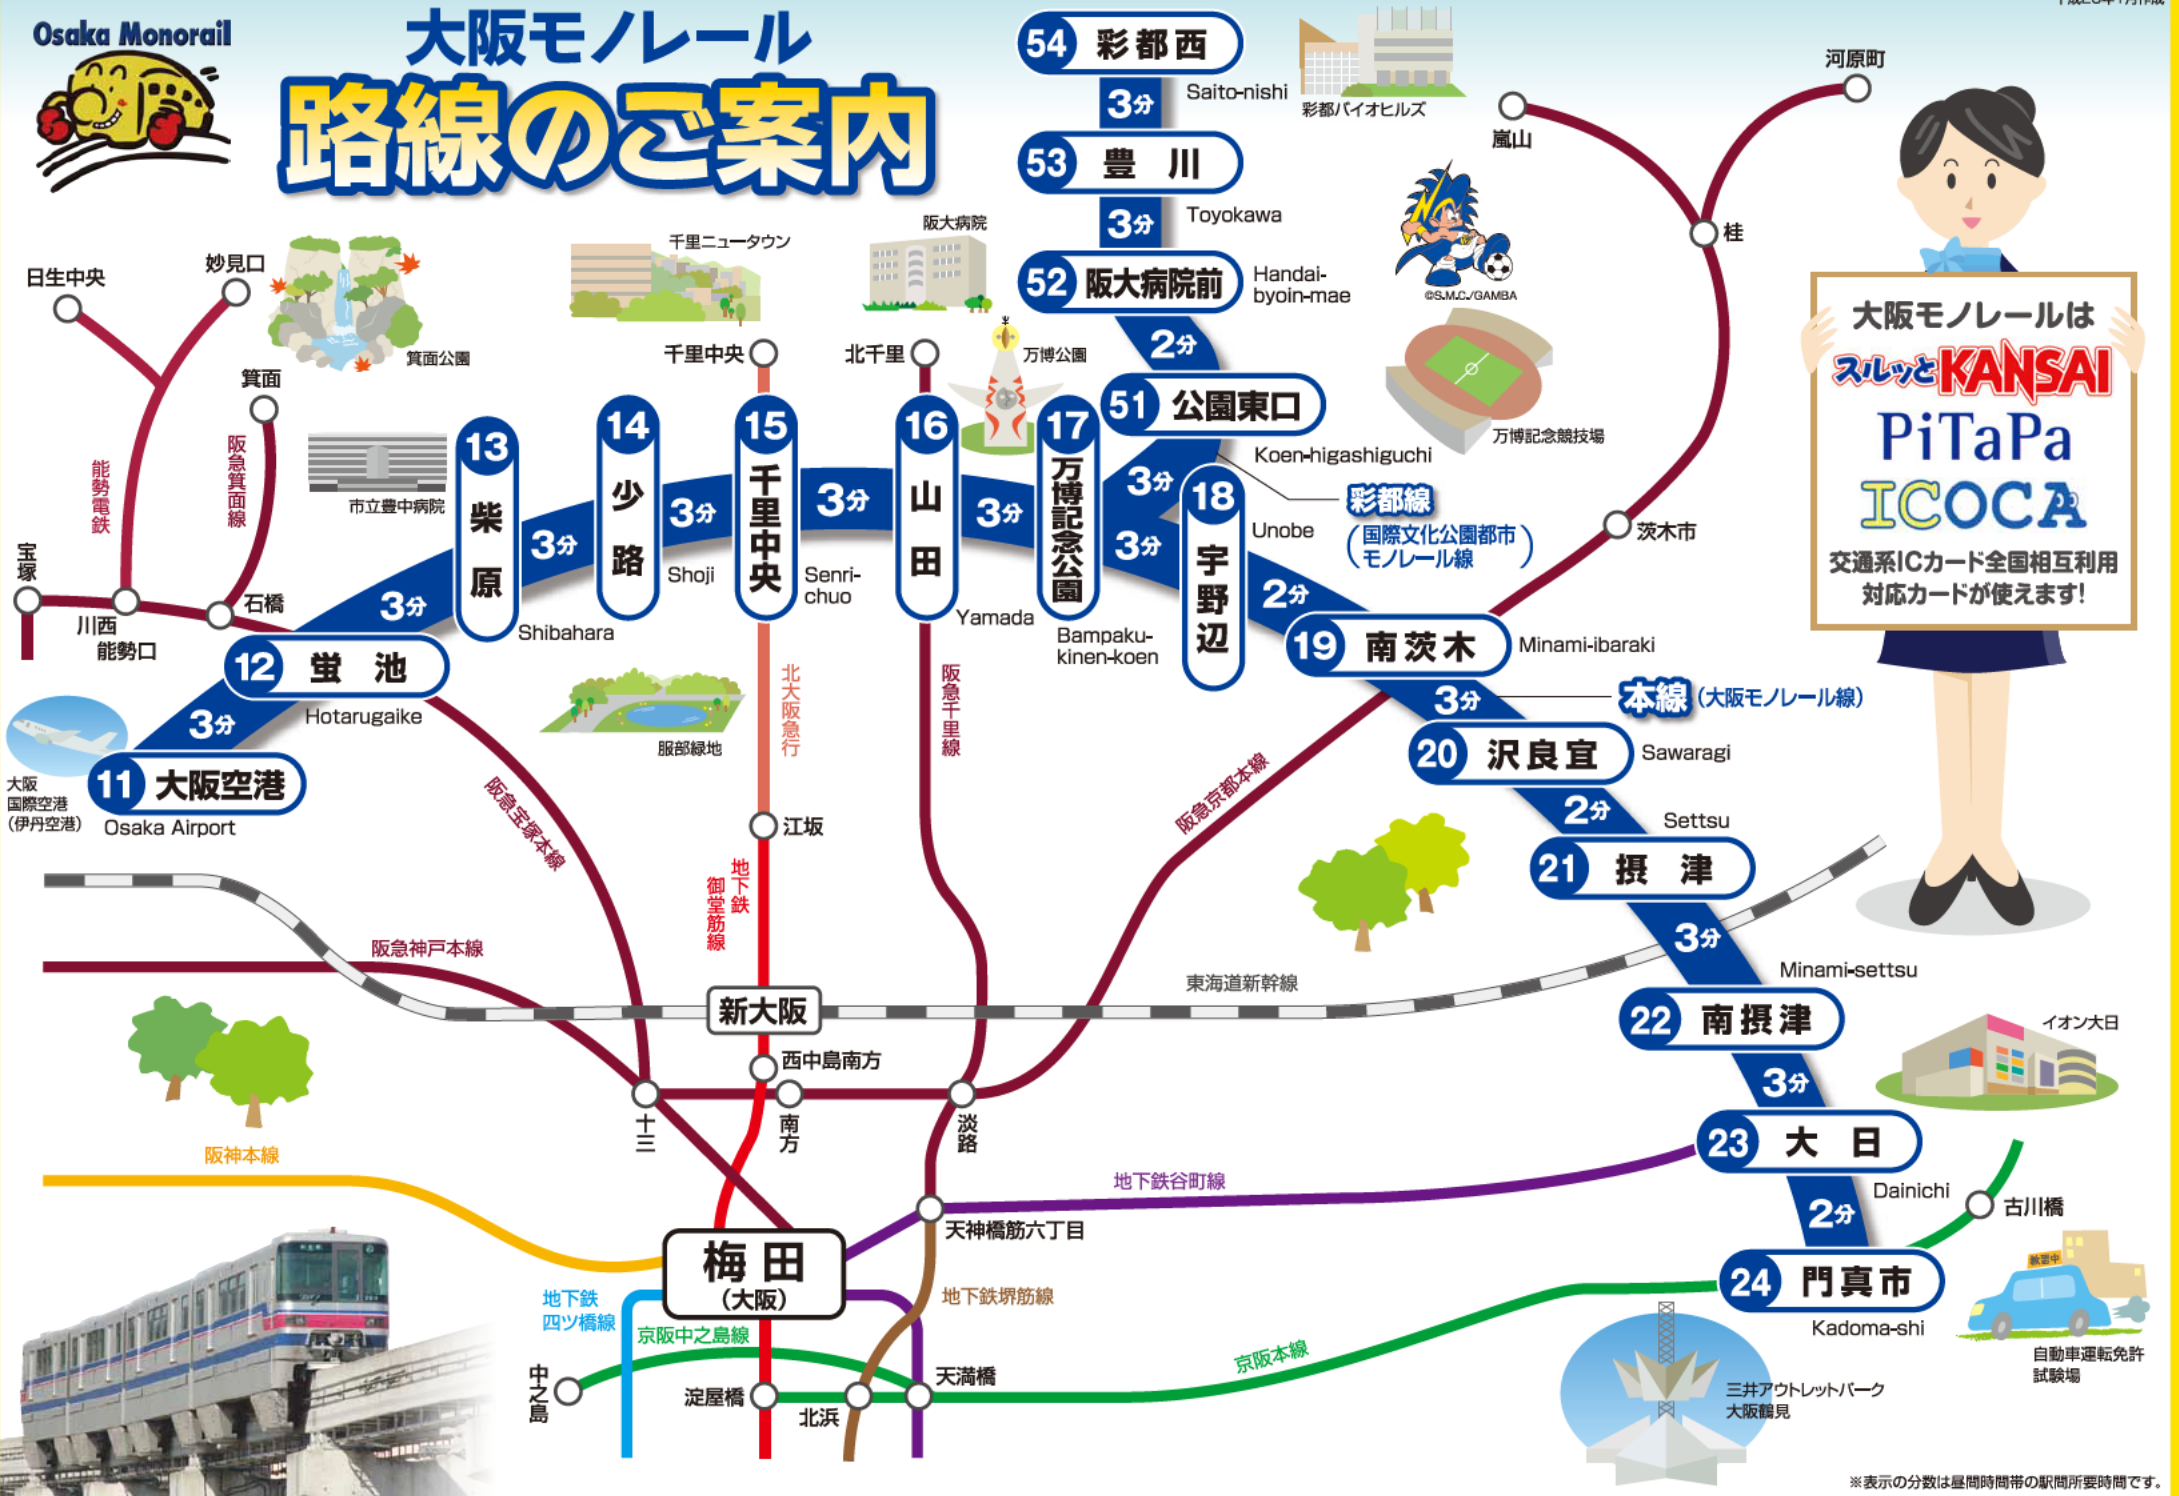 Osaka Monorail
大阪モノレール
路線のご案内
54 彩都西
Saito-nishi
3分
53 豊川
Toyokawa
3分
52 阪大病院前
Handai-
byoin-mae
2分
51 公園東口
Koen-higashiguchi
3分
彩都バイオヒルズ
©S.M.C./GAMBA
万博記念競技場
彩都線
(国際文化公園都市
モノレール線)
嵐山
河原町
桂
茨木市
大阪モノレールは
スルッとKANSAI
PiTaPa
ICOCA
交通系ICカード全国相互利用
対応カードが使えます!
日生中央
妙見口
箕面公園
箕面
能勢電鉄
阪急箕面線
宝塚
川西
能勢口
石橋
千里ニュータウン
阪大病院
千里中央
北千里
万博公園
市立豊中病院
11 大阪空港
Osaka Airport
大阪
国際空港
(伊丹空港)
3分
12 蛍池
Hotarugaike
3分
13 柴原
Shibahara
3分
14 少路
Shoji
3分
15 千里中央
Senri-
chuo
3分
16 山田
Yamada
3分
17 万博記念公園
Bampaku-
kinen-koen
3分
18 宇野辺
Unobe
2分
19 南茨木
Minami-ibaraki
3分
本線 (大阪モノレール線)
20 沢良宜
Sawaragi
2分
21 摂津
Settsu
3分
22 南摂津
Minami-settsu
3分
23 大日
Dainichi
2分
24 門真市
Kadoma-shi
イオン大日
古川橋
教習中
自動車運転免許
試験場
三井アウトレットパーク
大阪鶴見
服部緑地
北大阪急行
阪急千里線
阪急宝塚本線
阪急京都本線
江坂
地下鉄
御堂筋線
阪急神戸本線
東海道新幹線
新大阪
西中島南方
十三
南方
淡路
阪神本線
地下鉄谷町線
天神橋筋六丁目
梅田
(大阪)
地下鉄
四ツ橋線
地下鉄堺筋線
京阪中之島線
京阪本線
中之島
淀屋橋
北浜
天満橋
※表示の分数は昼間時間帯の駅間所要時間です。